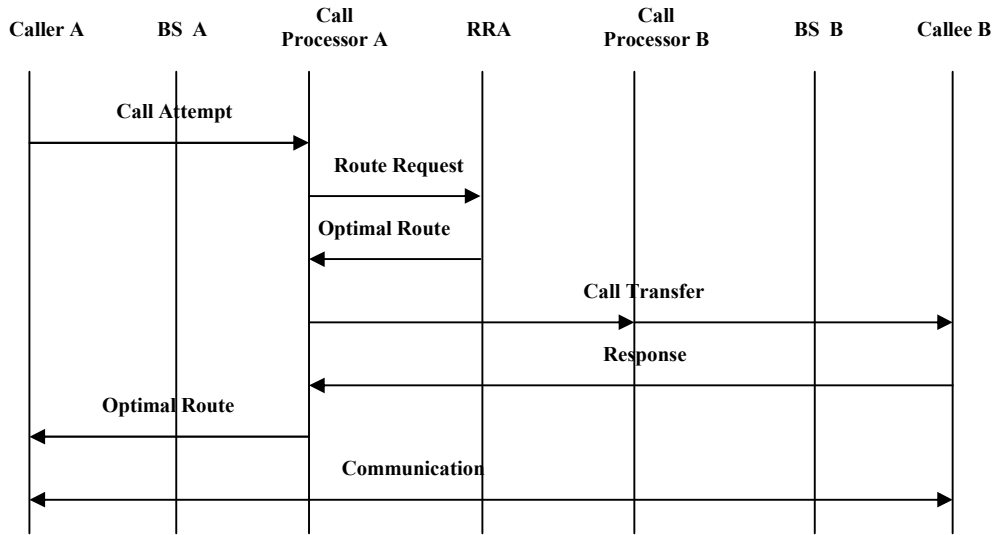 Caller A
BS A
Call
Processor A
RRA
Call
Processor B
BS B
Callee B
Call Attempt
Route Request
Optimal Route
Call Transfer
Response
Optimal Route
Communication